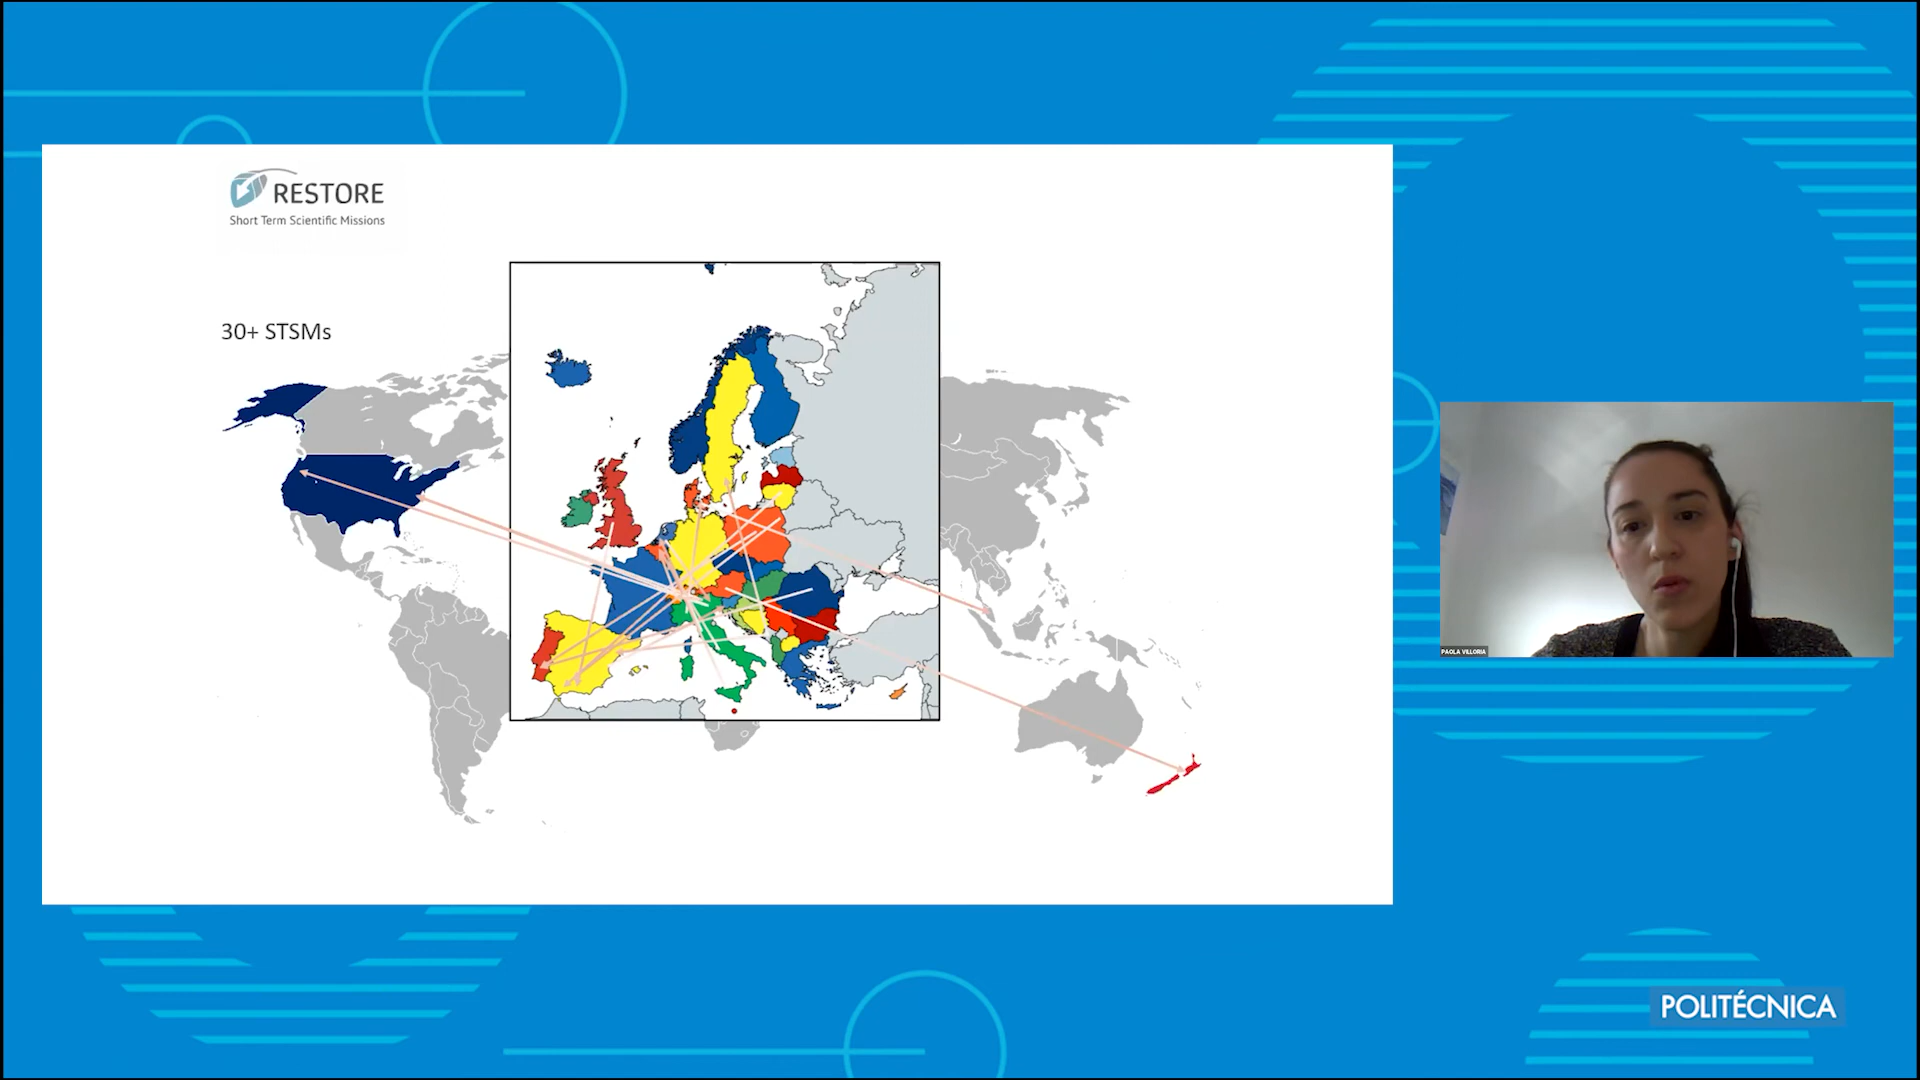 RESTORE
Short Term Scientific Missions
30+ STSMs
PAOLA VILLORIA
POLITÉCNICA